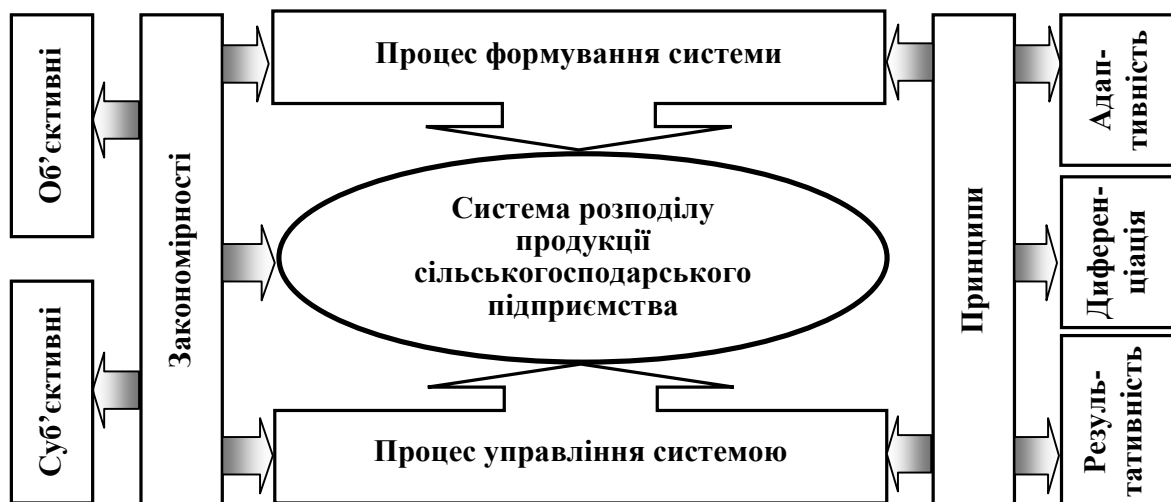 Об’єктивні
Суб’єктивні
Закономірності
Процес формування системи
Система розподілу
продукції
сільськогосподарського
підприємства
Процес управління системою
Принципи
Адап-
тивність
Диферен-
ціація
Резуль-
тативність